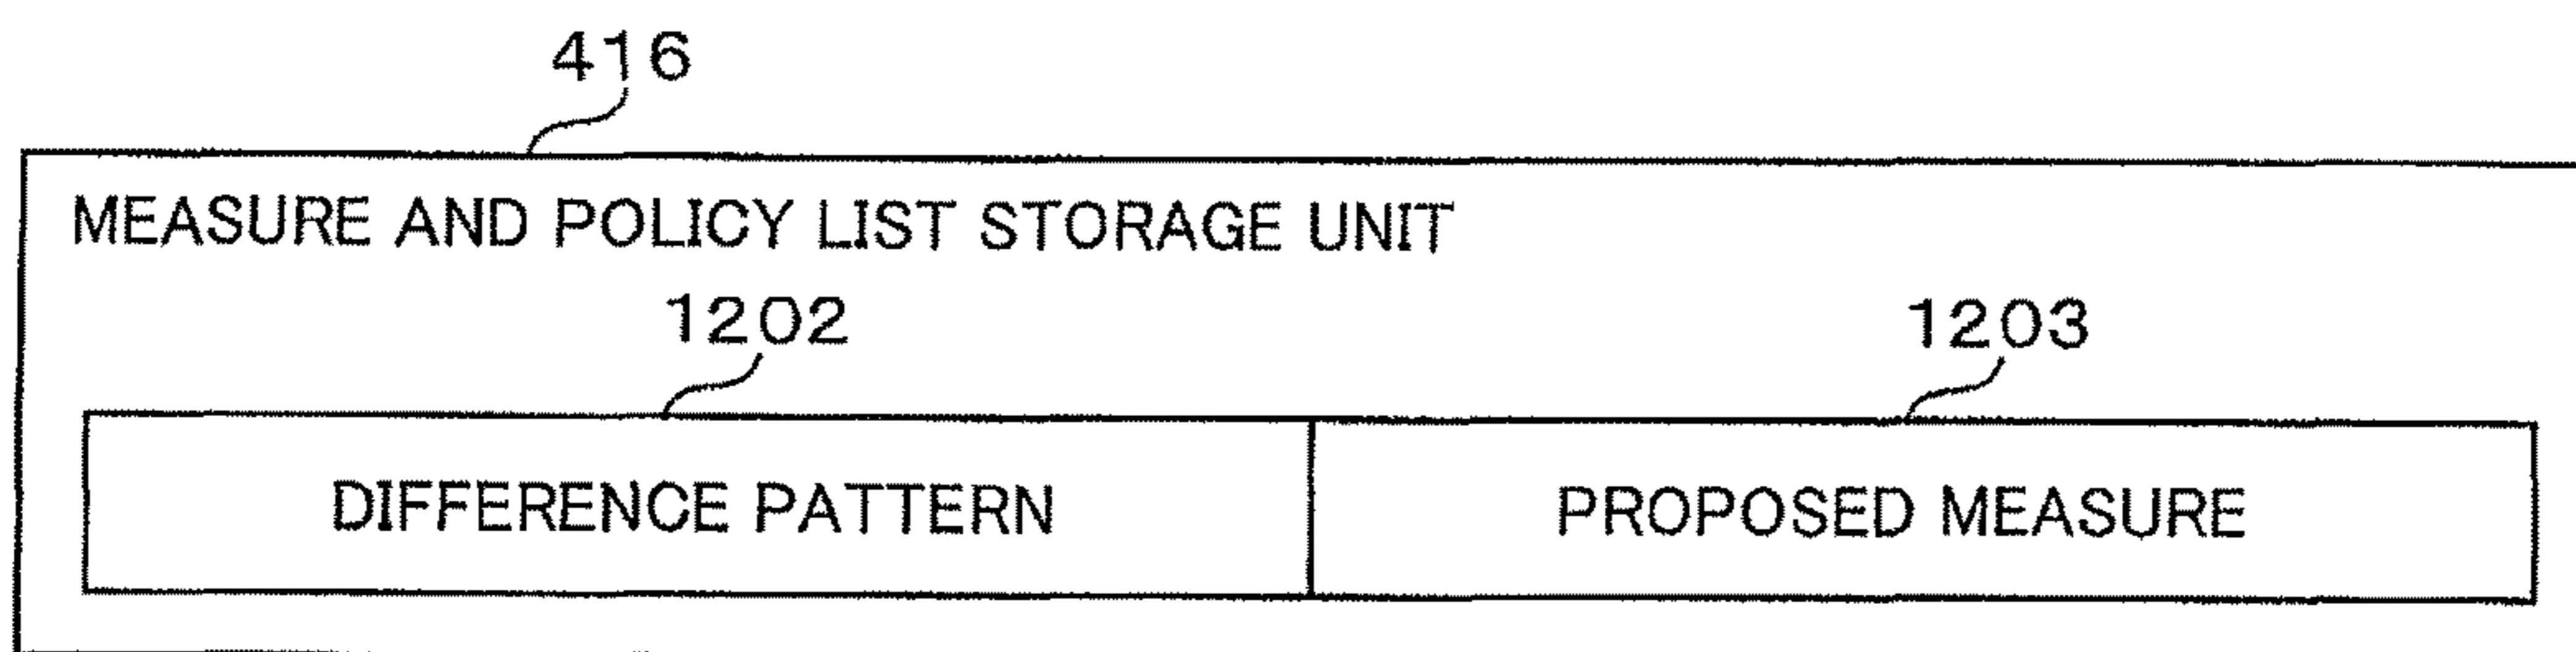 416
MEASURE AND POLICY LIST STORAGE UNIT
1202 1203
DIFFERENCE PATTERN PROPOSED MEASURE